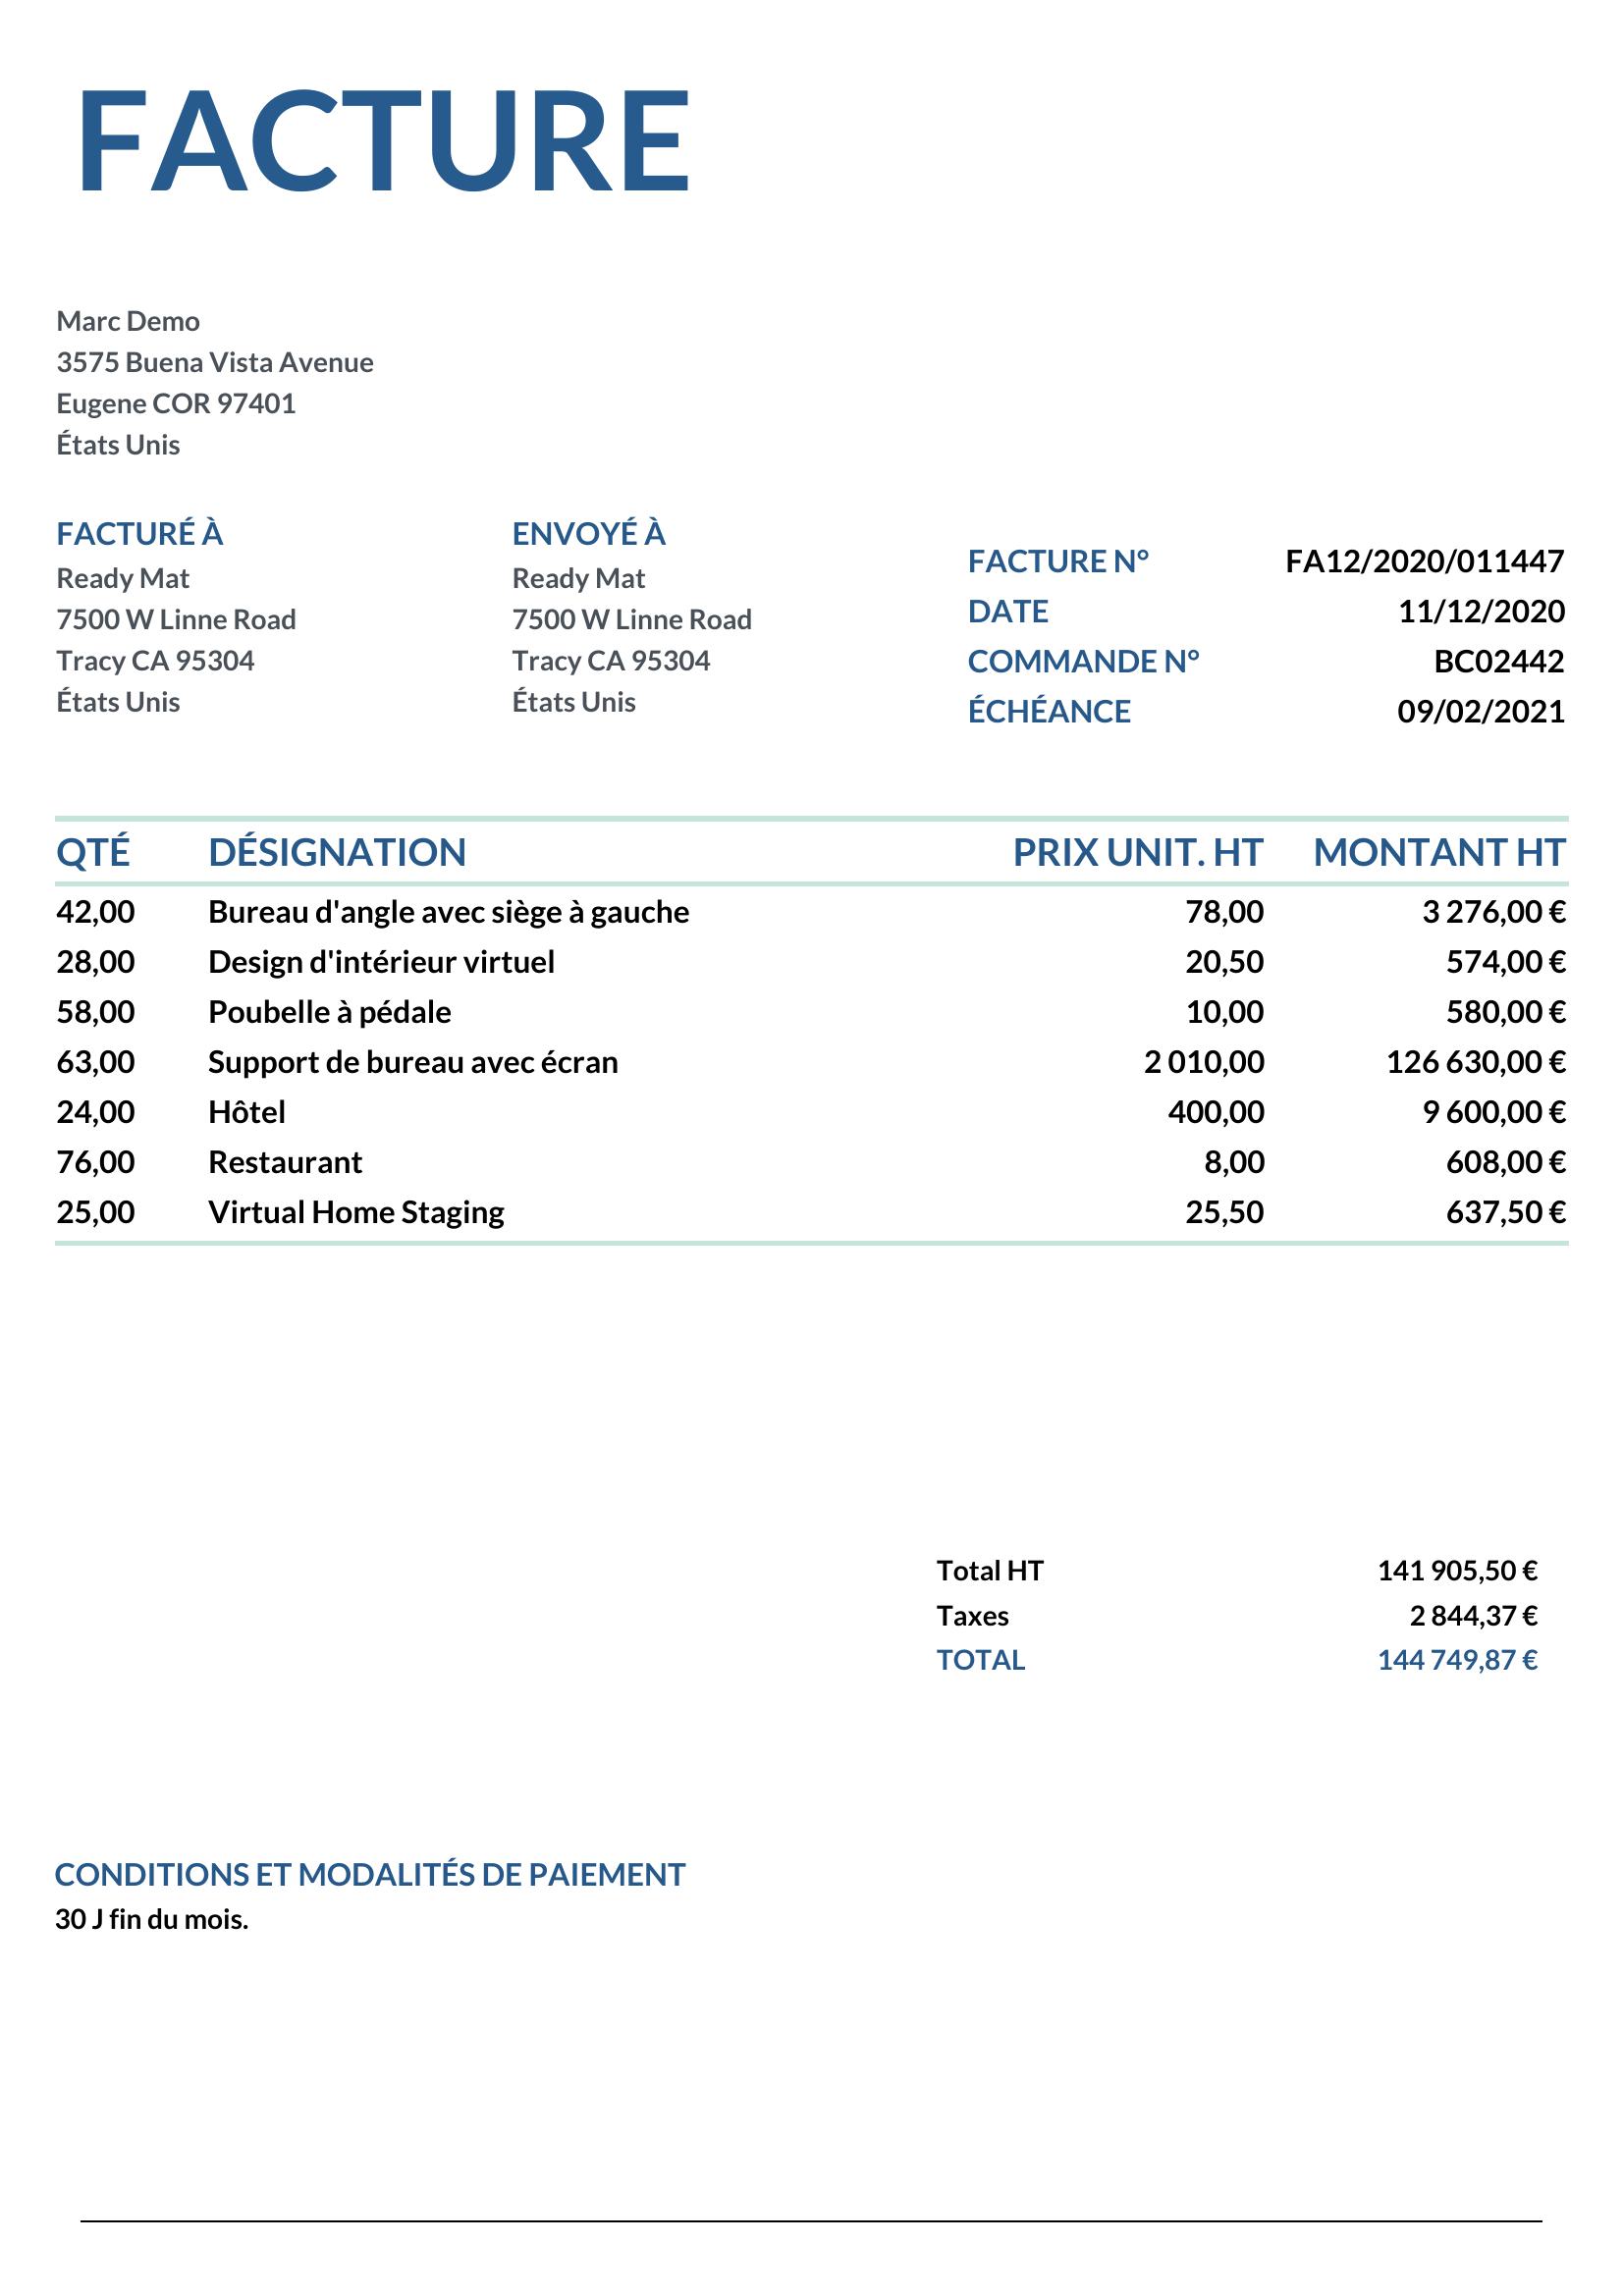 FACTURE
Marc Demo
3575 Buena Vista Avenue
Eugene COR 97401
États Unis
FACTURÉ À
Ready Mat
7500 W Linne Road
Tracy CA 95304
États Unis
ENVOYÉ À
Ready Mat
7500 W Linne Road
Tracy CA 95304
États Unis
FACTURE N° FA12/2020/011447
DATE 11/12/2020
COMMANDE N° BC02442
ÉCHÉANCE 09/02/2021
QTÉ DÉSIGNATION PRIX UNIT. HT MONTANT HT
42,00 Bureau d'angle avec siège à gauche 78,00 3 276,00 €
28,00 Design d'intérieur virtuel 20,50 574,00 €
58,00 Poubelle à pédale 10,00 580,00 €
63,00 Support de bureau avec écran 2 010,00 126 630,00 €
24,00 Hôtel 400,00 9 600,00 €
76,00 Restaurant 8,00 608,00 €
25,00 Virtual Home Staging 25,50 637,50 €
Total HT 141 905,50 €
Taxes 2 844,37 €
TOTAL 144 749,87 €
CONDITIONS ET MODALITÉS DE PAIEMENT
30 J fin du mois.